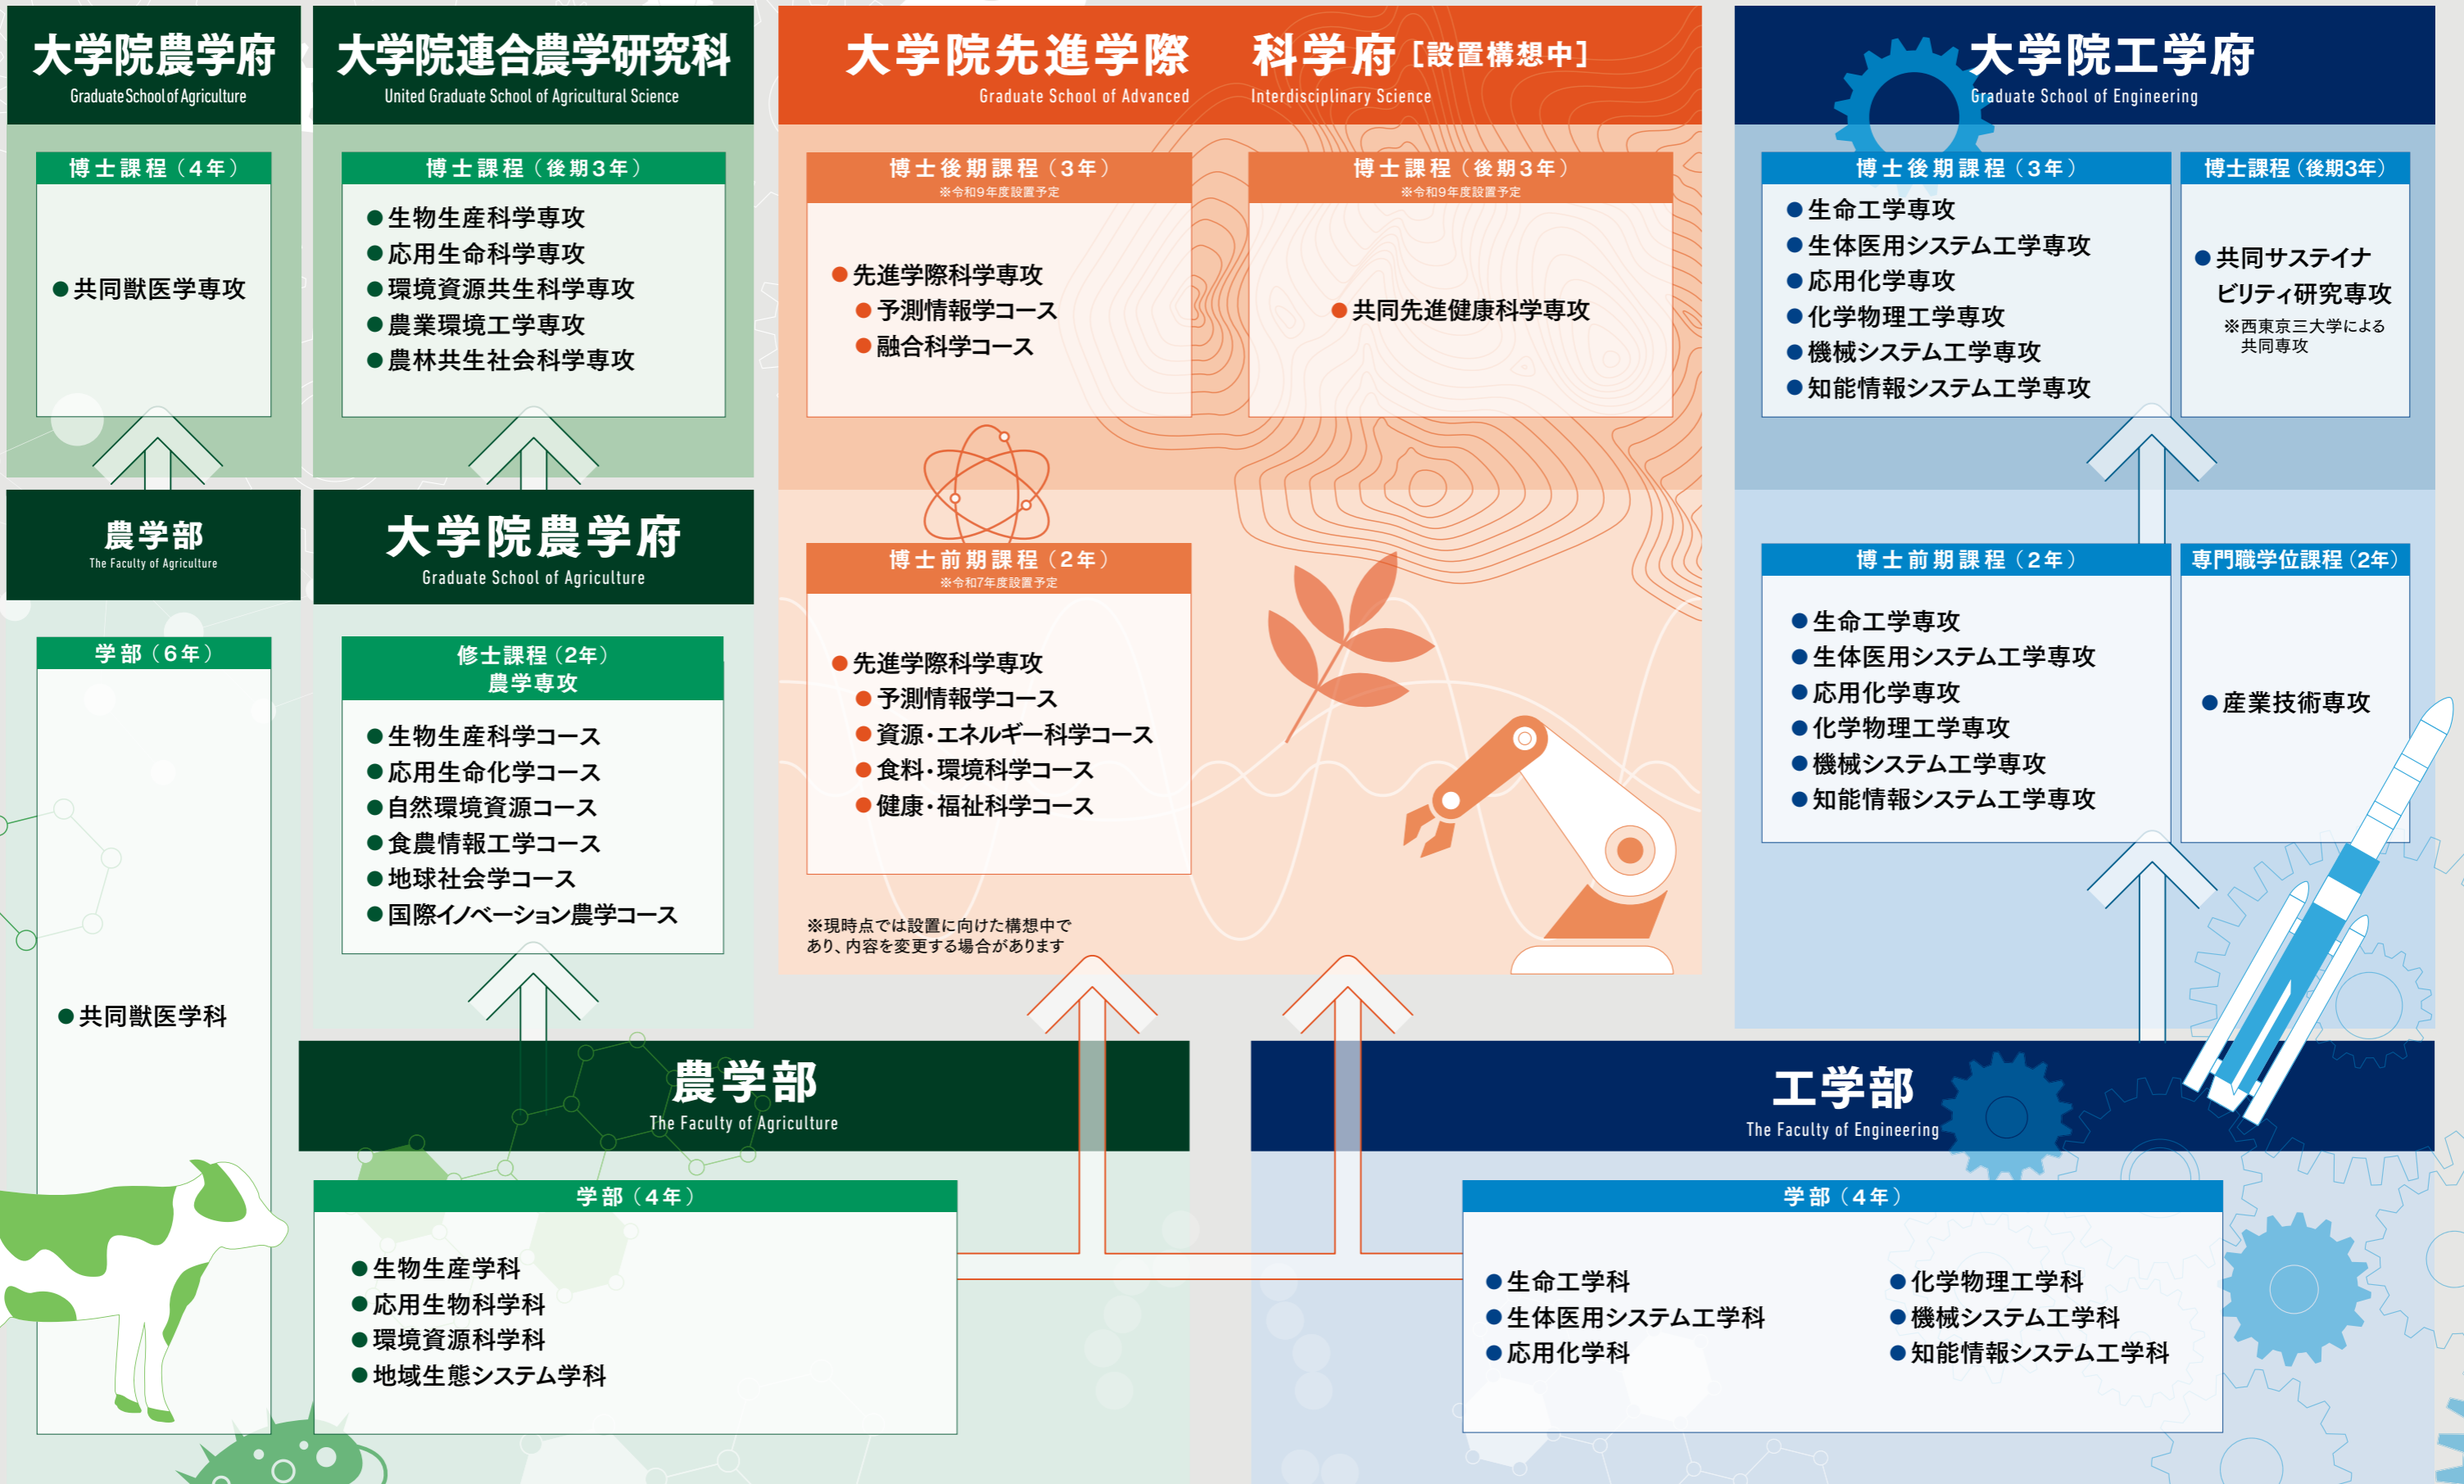 大学院農学府
Graduate School of Agriculture
博士課程（4年）
●共同獣医学専攻
農学部
The Faculty of Agriculture
学部（6年）
●共同獣医学科
大学院連合農学研究科
United Graduate School of Agricultural Science
博士課程（後期3年）
●生物生産科学専攻
●応用生命科学専攻
●環境資源共生科学専攻
●農業環境工学専攻
●農林共生社会科学専攻
大学院農学府
Graduate School of Agriculture
修士課程（2年）
農学専攻
●生物生産科学コース
●応用生命化学コース
●自然環境資源コース
●食農情報工学コース
●地球社会学コース
●国際イノベーション農学コース
大学院先進学際 科学府［設置構想中］
Graduate School of Advanced Interdisciplinary Science
博士後期課程（3年）
※令和9年度設置予定
●先進学際科学専攻
●予測情報学コース
●融合科学コース
博士課程（後期3年）
※令和9年度設置予定
●共同先進健康科学専攻
博士前期課程（2年）
※令和7年度設置予定
●先進学際科学専攻
●予測情報学コース
●資源・エネルギー科学コース
●食料・環境科学コース
●健康・福祉科学コース
※現時点では設置に向けた構想中で
あり、内容を変更する場合があります
大学院工学府
Graduate School of Engineering
博士後期課程（3年）
●生命工学専攻
●生体医用システム工学専攻
●応用化学専攻
●化学物理工学専攻
●機械システム工学専攻
●知能情報システム工学専攻
博士課程（後期3年）
●共同サステイナ
ビリティ研究専攻
※西東京三大学による
共同専攻
博士前期課程（2年）
●生命工学専攻
●生体医用システム工学専攻
●応用化学専攻
●化学物理工学専攻
●機械システム工学専攻
●知能情報システム工学専攻
専門職学位課程（2年）
●産業技術専攻
農学部
The Faculty of Agriculture
学部（4年）
●生物生産学科
●応用生物科学科
●環境資源科学科
●地域生態システム学科
工学部
The Faculty of Engineering
学部（4年）
●生命工学科
●生体医用システム工学科
●応用化学科
●化学物理工学科
●機械システム工学科
●知能情報システム工学科